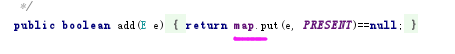 */
public boolean add(E e) { return map.put(e, PRESENT)==null; }